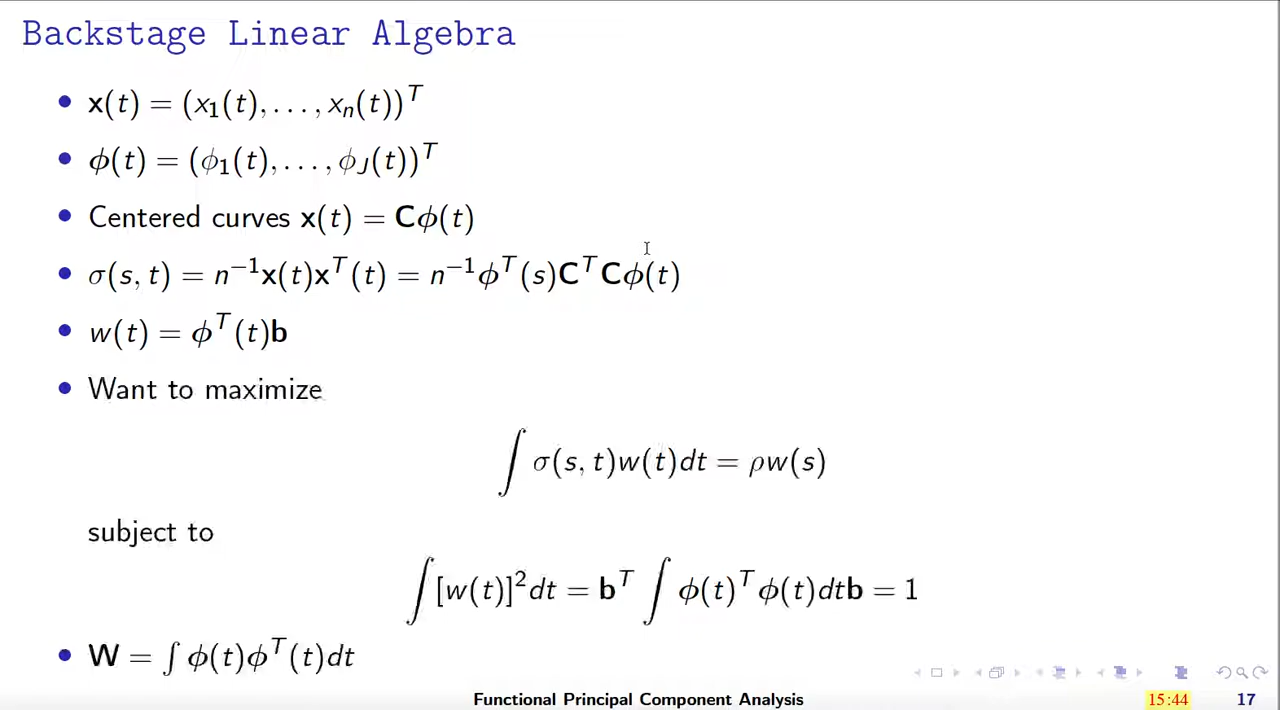 Backstage Linear Algebra
• 𝐱(t) = (x₁(t), . . . , xₙ(t))ᵀ
• ϕ(t) = (ϕ₁(t), . . . , ϕ_J(t))ᵀ
• Centered curves 𝐱(t) = 𝐂ϕ(t)
• σ(s, t) = n⁻¹𝐱(t)𝐱ᵀ(t) = n⁻¹ϕᵀ(s)𝐂ᵀ𝐂ϕ(t)
• w(t) = ϕᵀ(t)𝐛
• Want to maximize
∫ σ(s, t)w(t)dt = ρw(s)
subject to
∫[w(t)]²dt = 𝐛ᵀ ∫ ϕ(t)ᵀϕ(t)dt𝐛 = 1
• 𝐖 = ∫ ϕ(t)ϕᵀ(t)dt
Functional Principal Component Analysis 15:44 17